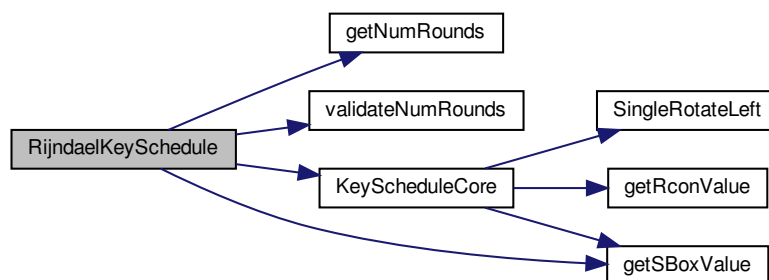 getNumRounds
validateNumRounds
SingleRotateLeft
RijndaelKeySchedule
KeyScheduleCore
getRconValue
getSBoxValue